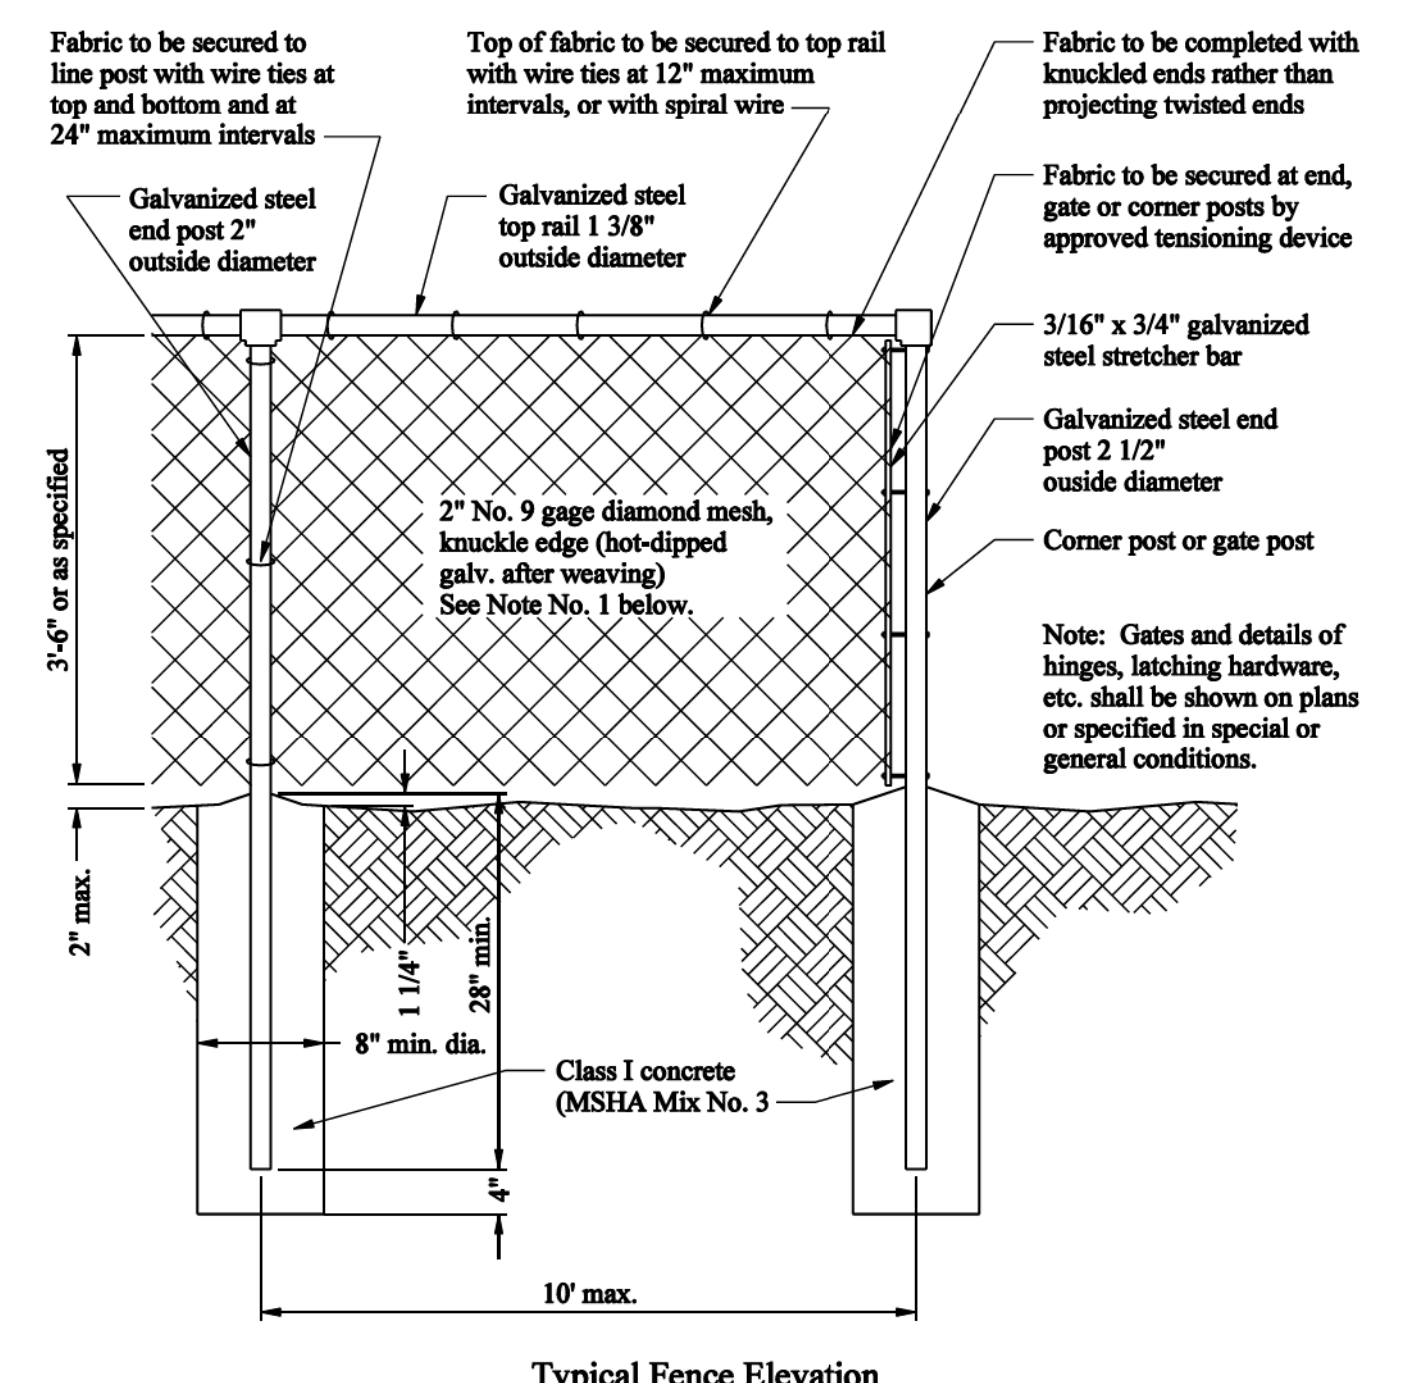 Fabric to be secured to
line post with wire ties at
top and bottom and at
24" maximum intervals
Top of fabric to be secured to top rail
with wire ties at 12" maximum
intervals, or with spiral wire
Fabric to be completed with
knuckled ends rather than
projecting twisted ends
Galvanized steel
end post 2"
outside diameter
Galvanized steel
top rail 1 3/8"
outside diameter
Fabric to be secured at end,
gate or corner posts by
approved tensioning device
3/16" x 3/4" galvanized
steel stretcher bar
Galvanized steel end
post 2 1/2"
ouside diameter
Corner post or gate post
3'-6" or as specified
2" No. 9 gage diamond mesh,
knuckle edge (hot-dipped
galv. after weaving)
See Note No. 1 below.
Note: Gates and details of
hinges, latching hardware,
etc. shall be shown on plans
or specified in special or
general conditions.
2" max.
1 1/4"
28" min.
8" min. dia.
Class I concrete
(MSHA Mix No. 3
4"
10' max.
Typical Fence Elevation